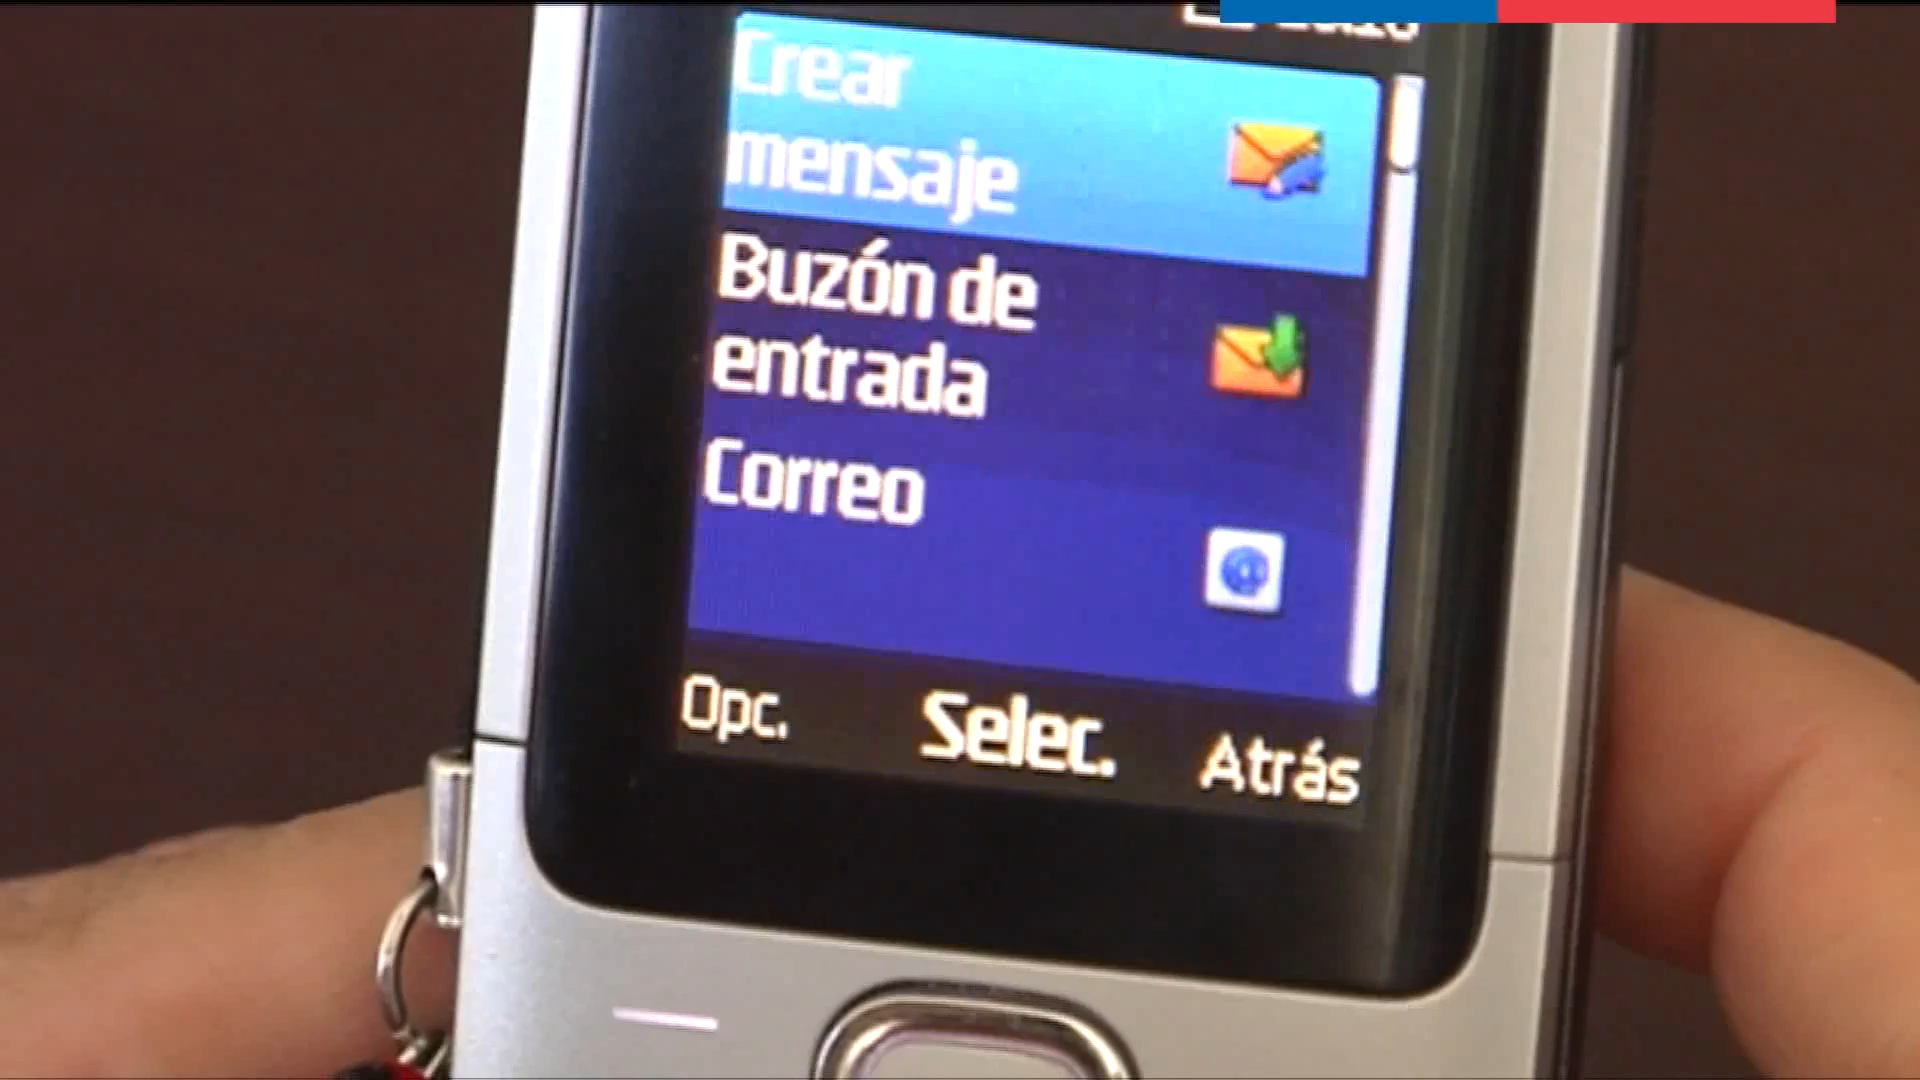 Crear
mensaje
Buzón de
entrada
Correo
Opc. Selec. Atrás